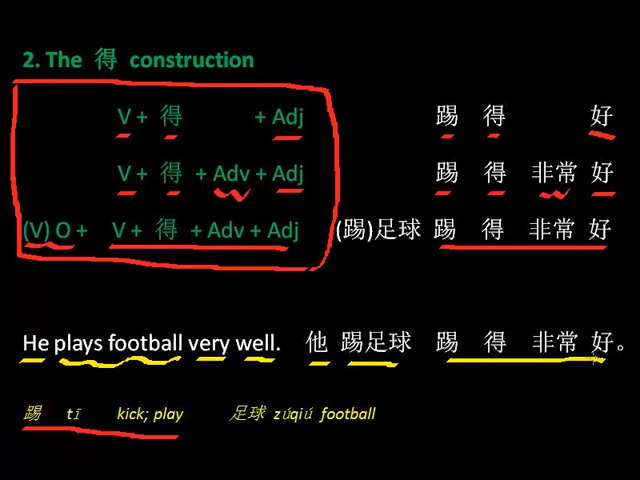 2. The 得 construction
V + 得 + Adj 踢 得 好
V + 得 + Adv + Adj 踢 得 非常 好
(V) O + V + 得 + Adv + Adj (踢)足球 踢 得 非常 好
He plays football very well. 他 踢足球 踢 得 非常 好。
踢 tī kick; play 足球 zúqiú football